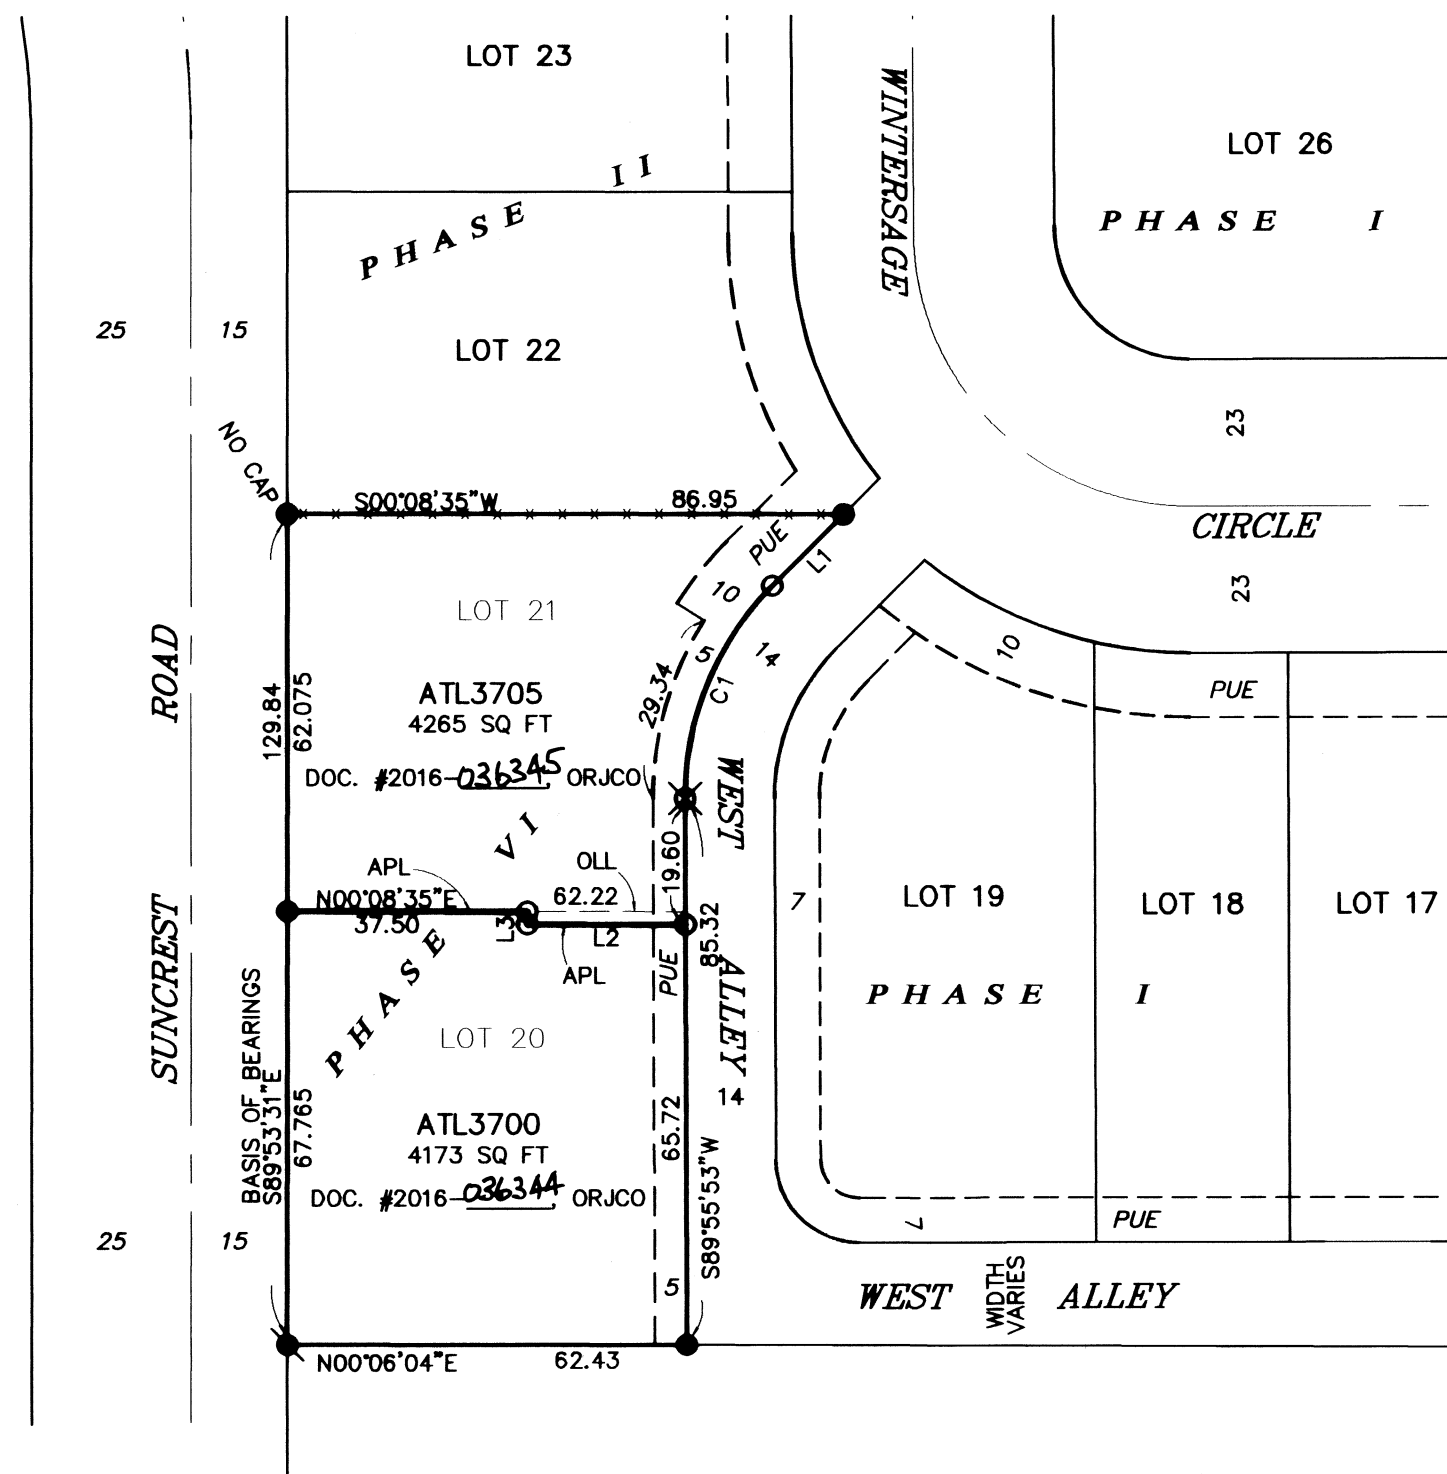 LOT 23
PHASE II
WINTERSAGE
LOT 26
PHASE I
25
15
LOT 22
23
NO CAP
S00°08'35"W
86.95
CIRCLE
23
PUE
L1
10
LOT 21
5
14
C1
29.34
10
PUE
ROAD
129.84
62.075
ATL3705
4265 SQ FT
DOC. #2016-036345, ORJCO
WEST
PHASE VI
APL
OLL
19.60
N00°08'35"E
62.22
37.50
L3
L2
APL
85.32
PUE
7
LOT 19
LOT 18
LOT 17
PHASE I
SUNCREST
BASIS OF BEARINGS
S89°53'31"E
67.765
LOT 20
ALLEY
14
ATL3700
4173 SQ FT
65.72
DOC. #2016-036344, ORJCO
S89°55'53"W
25
15
7
PUE
5
WEST
WIDTH
VARIES
ALLEY
N00°06'04"E
62.43